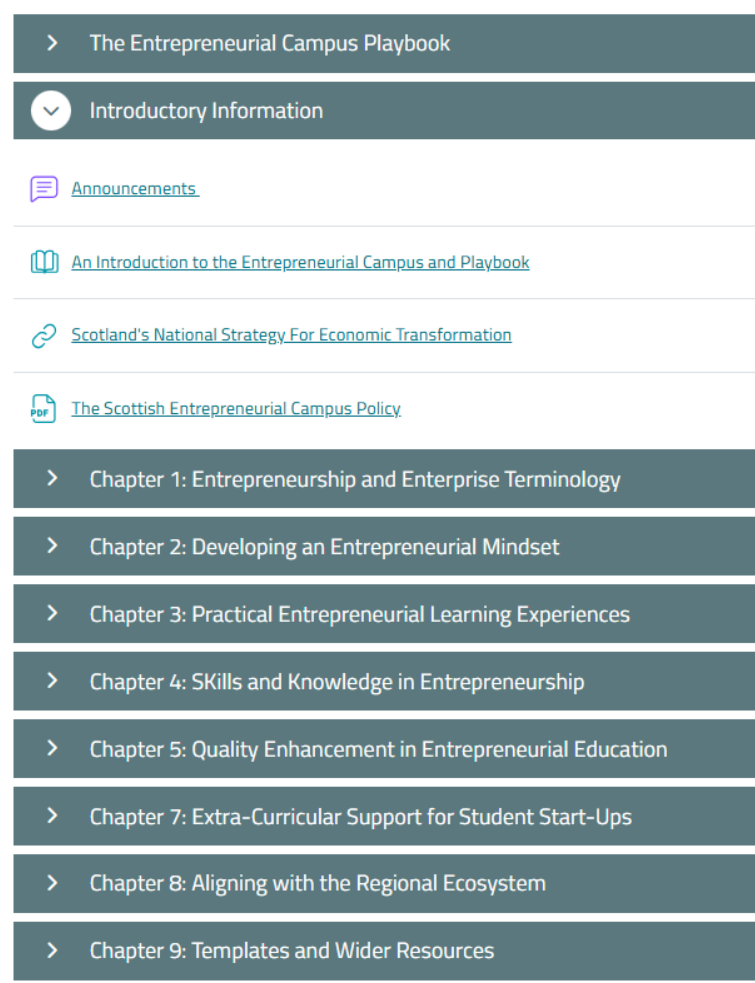 The Entrepreneurial Campus Playbook
Introductory Information
Announcements
An Introduction to the Entrepreneurial Campus and Playbook
Scotland's National Strategy For Economic Transformation
PDF
The Scottish Entrepreneurial Campus Policy
Chapter 1: Entrepreneurship and Enterprise Terminology
Chapter 2: Developing an Entrepreneurial Mindset
Chapter 3: Practical Entrepreneurial Learning Experiences
Chapter 4: SKills and Knowledge in Entrepreneurship
Chapter 5: Quality Enhancement in Entrepreneurial Education
Chapter 7: Extra-Curricular Support for Student Start-Ups
Chapter 8: Aligning with the Regional Ecosystem
Chapter 9: Templates and Wider Resources